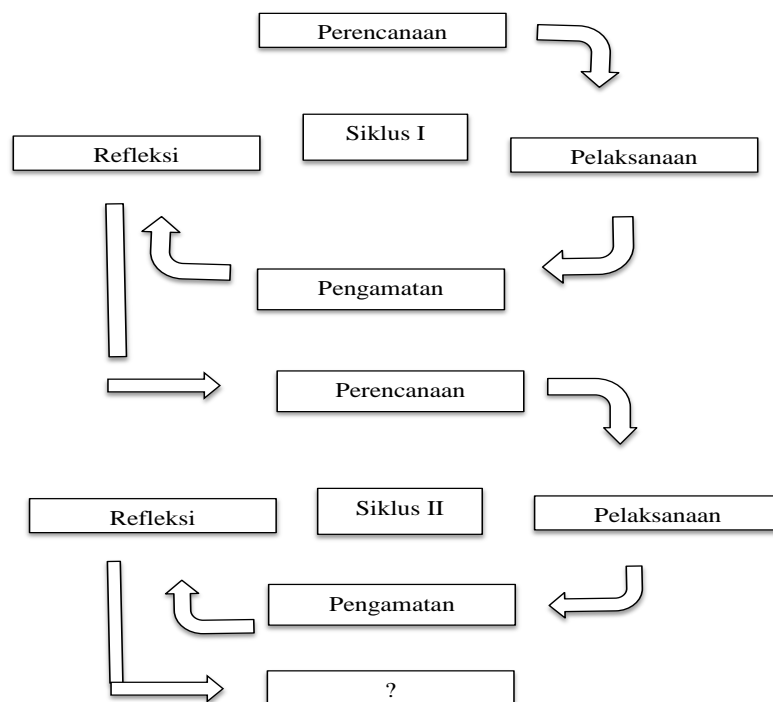 Perencanaan
Siklus I
Refleksi
Pelaksanaan
Pengamatan
Perencanaan
Siklus II
Refleksi
Pelaksanaan
Pengamatan
?